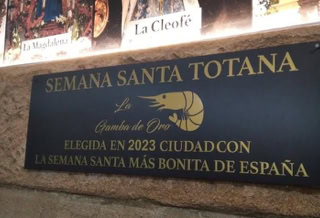 La Magdalena
La Cleofé
SEMANA SANTA TOTANA
La
Gamba de Oro
ELEGIDA EN 2023 CIUDAD CON
LA SEMANA SANTA MÁS BONITA DE ESPAÑA